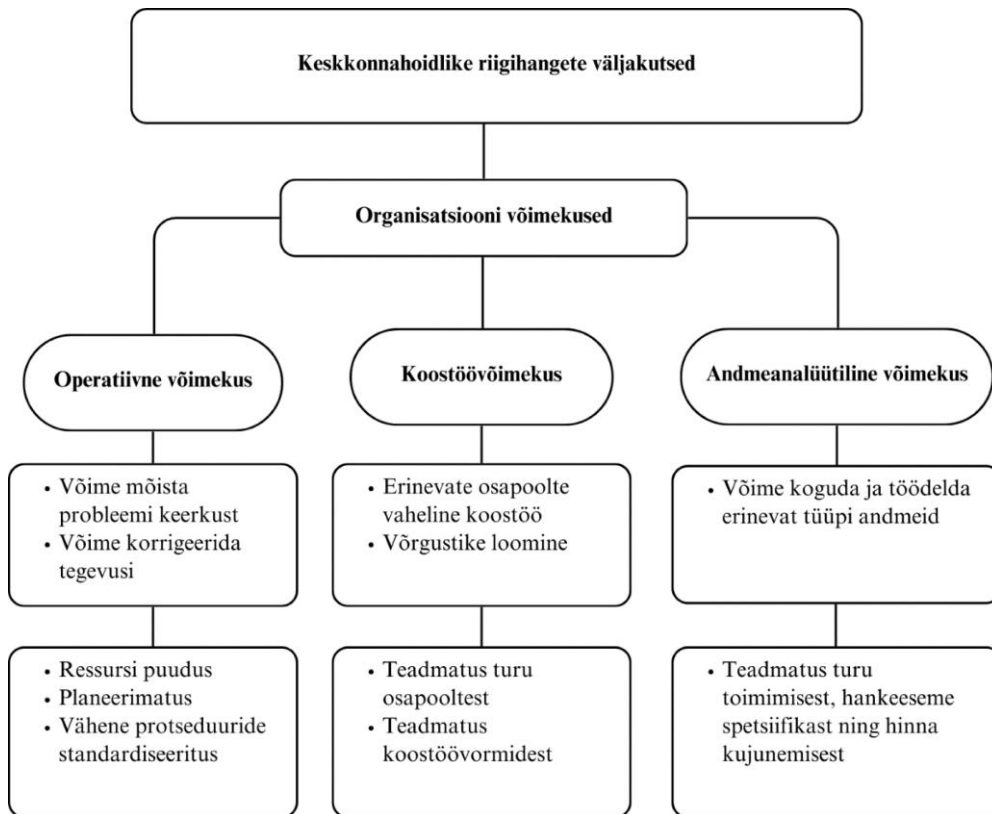 Keskkonnahoidlike riigihangete väljakutsed
Organisatsiooni võimekused
Operatiivne võimekus
Koostöövõimekus
Andmeanalüütiline võimekus
• Võime mõista
probleemi keerkust
• Võime korrigeerida
tegevusi
• Erinevate osapoolte
vaheline koostöö
• Võrgustike loomine
• Võime koguda ja töödelda
erinevat tüüpi andmeid
• Ressursi puudus
• Planeerimatus
• Vähene protseduuride
standardiseeritus
• Teadmatus turu
osapooltest
• Teadmatus
koostöövormidest
• Teadmatus turu
toimimisest, hankeeseme
spetsiifikast ning hinna
kujunemisest